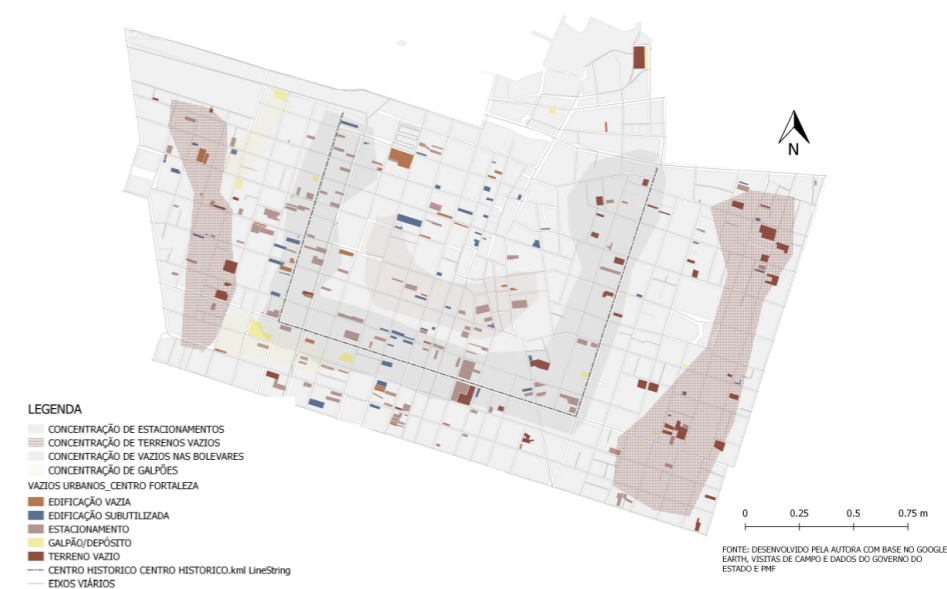 N
LEGENDA
CONCENTRAÇÃO DE ESTACIONAMENTOS
CONCENTRAÇÃO DE TERRENOS VAZIOS
CONCENTRAÇÃO DE VAZIOS NAS BOLEVARES
CONCENTRAÇÃO DE GALPÕES
VAZIOS URBANOS_CENTRO FORTALEZA
EDIFICAÇÃO VAZIA
EDIFICAÇÃO SUBUTILIZADA
ESTACIONAMENTO
GALPÃO/DEPÓSITO
TERRENO VAZIO
CENTRO HISTORICO CENTRO HISTORICO.kml LineString
EIXOS VIÁRIOS
0 0.25 0.5 0.75 m
FONTE: DESENVOLVIDO PELA AUTORA COM BASE NO GOOGLE
EARTH, VISITAS DE CAMPO E DADOS DO GOVERNO DO
ESTADO E PMF